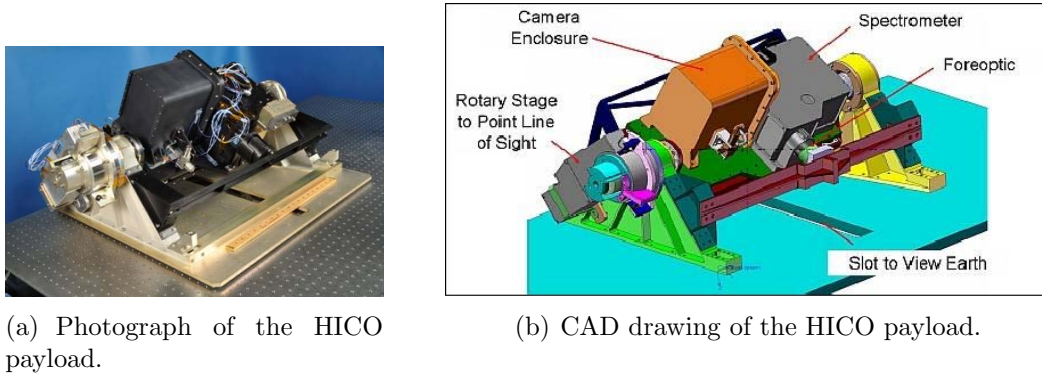 Camera
Enclosure
Spectrometer
Foreoptic
Rotary Stage
to Point Line
of Sight
Slot to View Earth
(a) Photograph of the HICO
payload.
(b) CAD drawing of the HICO payload.